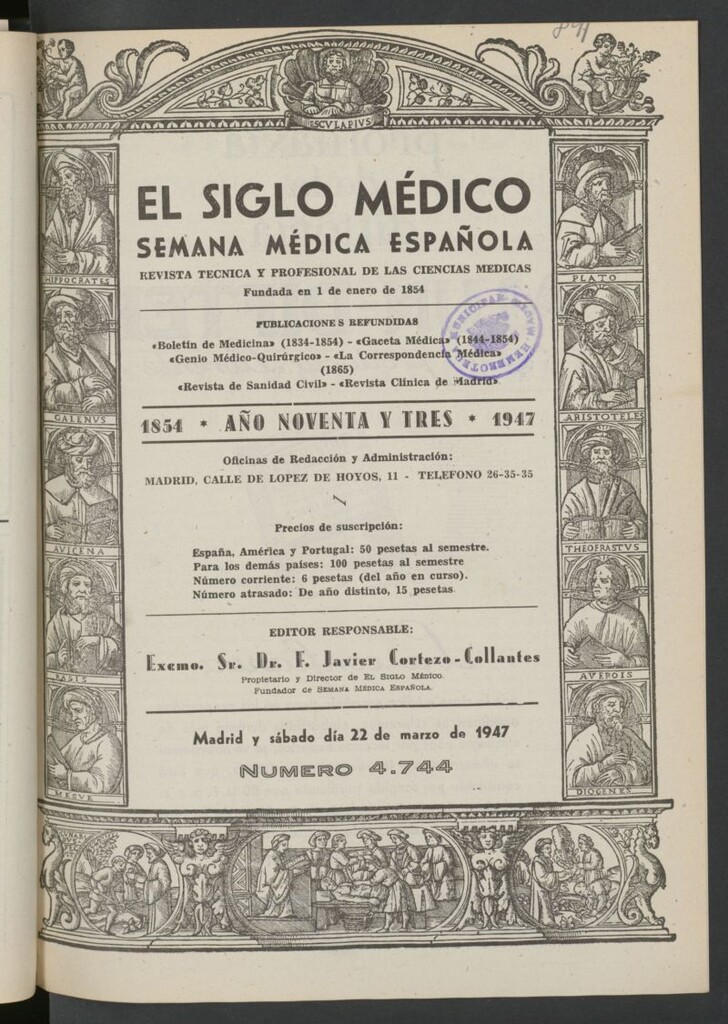 ESCVLAPIVS
EL SIGLO MÉDICO
SEMANA MÉDICA ESPAÑOLA
REVISTA TECNICA Y PROFESIONAL DE LAS CIENCIAS MEDICAS
Fundada en 1 de enero de 1854
PUBLICACIONES REFUNDIDAS
«Boletín de Medicina» (1834-1854) - «Gaceta Médica» (1844-1854)
«Genio Médico-Quirúrgico» - «La Correspondencia Médica»
(1865)
«Revista de Sanidad Civil» - «Revista Clínica de Madrid»
HEMEROTECA MUNICIPAL MADRID
1854 * AÑO NOVENTA Y TRES * 1947
Oficinas de Redacción y Administración:
MADRID, CALLE DE LOPEZ DE HOYOS, 11 - TELEFONO 26-35-35
Precios de suscripción:
España, América y Portugal: 50 pesetas al semestre.
Para los demás países: 100 pesetas al semestre
Número corriente: 6 pesetas (del año en curso).
Número atrasado: De año distinto, 15 pesetas
EDITOR RESPONSABLE:
Excmo. Sr. Dr. F. Javier Cortezo-Collantes
Propietario y Director de EL SIGLO MÉDICO.
Fundador de SEMANA MÉDICA ESPAÑOLA.
Madrid y sábado día 22 de marzo de 1947
NUMERO 4.744
HIPPOCRATES
GALENVS
AVICENA
RASIS
MESVE
PLATO
ARISTOTELES
THEOFRASTVS
AVEROIS
DIOGENES